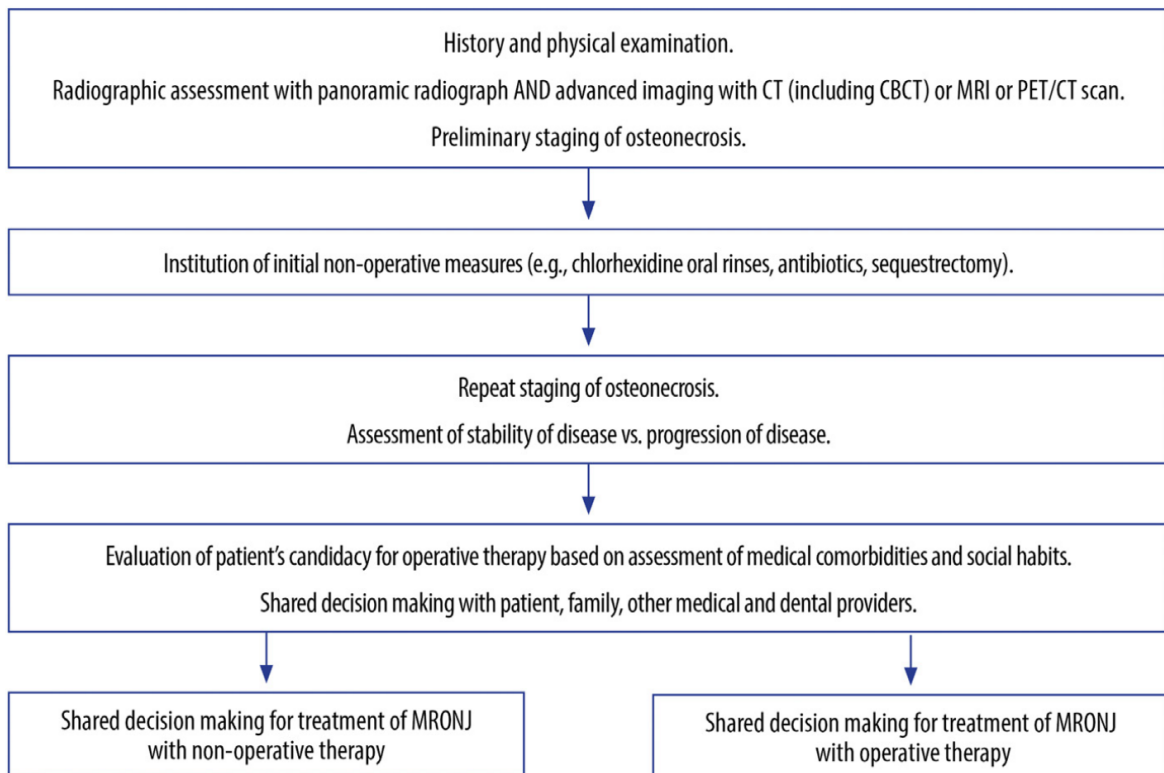 History and physical examination.
Radiographic assessment with panoramic radiograph AND advanced imaging with CT (including CBCT) or MRI or PET/CT scan.
Preliminary staging of osteonecrosis.
Institution of initial non-operative measures (e.g., chlorhexidine oral rinses, antibiotics, sequestrectomy).
Repeat staging of osteonecrosis.
Assessment of stability of disease vs. progression of disease.
Evaluation of patient's candidacy for operative therapy based on assessment of medical comorbidities and social habits.
Shared decision making with patient, family, other medical and dental providers.
Shared decision making for treatment of MRONJ
with non-operative therapy
Shared decision making for treatment of MRONJ
with operative therapy